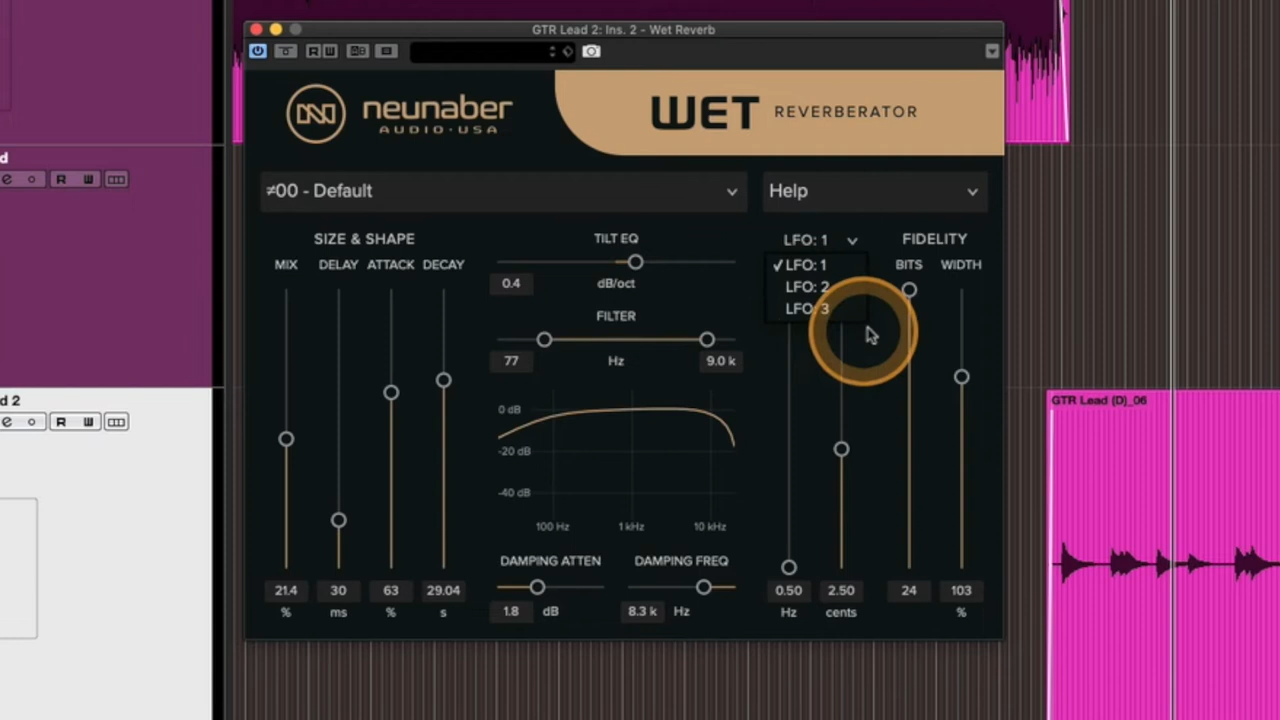 GTR Lead 2: Ins. 2 - Wet Reverb
R W
neunaber
AUDIO·USA
WET REVERBERATOR
d
e R W
≠00 - Default
Help
SIZE & SHAPE
MIX DELAY ATTACK DECAY
TILT EQ
0.4 dB/oct
FILTER
77 Hz 9.0 k
0 dB
-20 dB
-40 dB
100 Hz 1 kHz 10 kHz
DAMPING ATTEN DAMPING FREQ
1.8 dB 8.3 k Hz
LFO: 1
✓ LFO: 1
LFO: 2
LFO: 3
FIDELITY
BITS WIDTH
21.4 30 63 29.04
% ms % s
0.50 2.50 24 103
Hz cents %
d 2
e R W
GTR Lead (D)_06